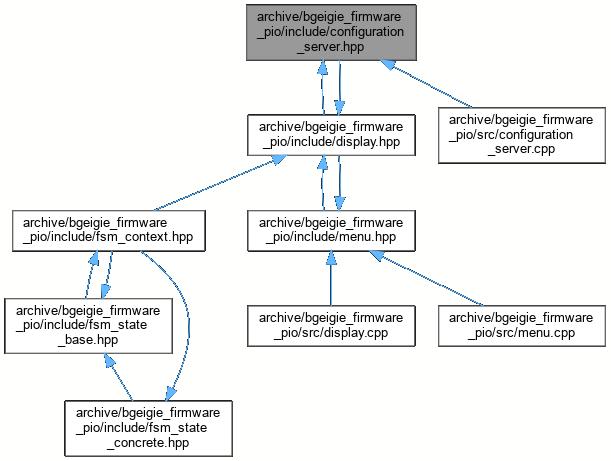 archive/bgeigie_firmware
_pio/include/configuration
_server.hpp
archive/bgeigie_firmware
_pio/include/display.hpp
archive/bgeigie_firmware
_pio/src/configuration
_server.cpp
archive/bgeigie_firmware
_pio/include/fsm_context.hpp
archive/bgeigie_firmware
_pio/include/menu.hpp
archive/bgeigie_firmware
_pio/include/fsm_state
_base.hpp
archive/bgeigie_firmware
_pio/src/display.cpp
archive/bgeigie_firmware
_pio/src/menu.cpp
archive/bgeigie_firmware
_pio/include/fsm_state
_concrete.hpp